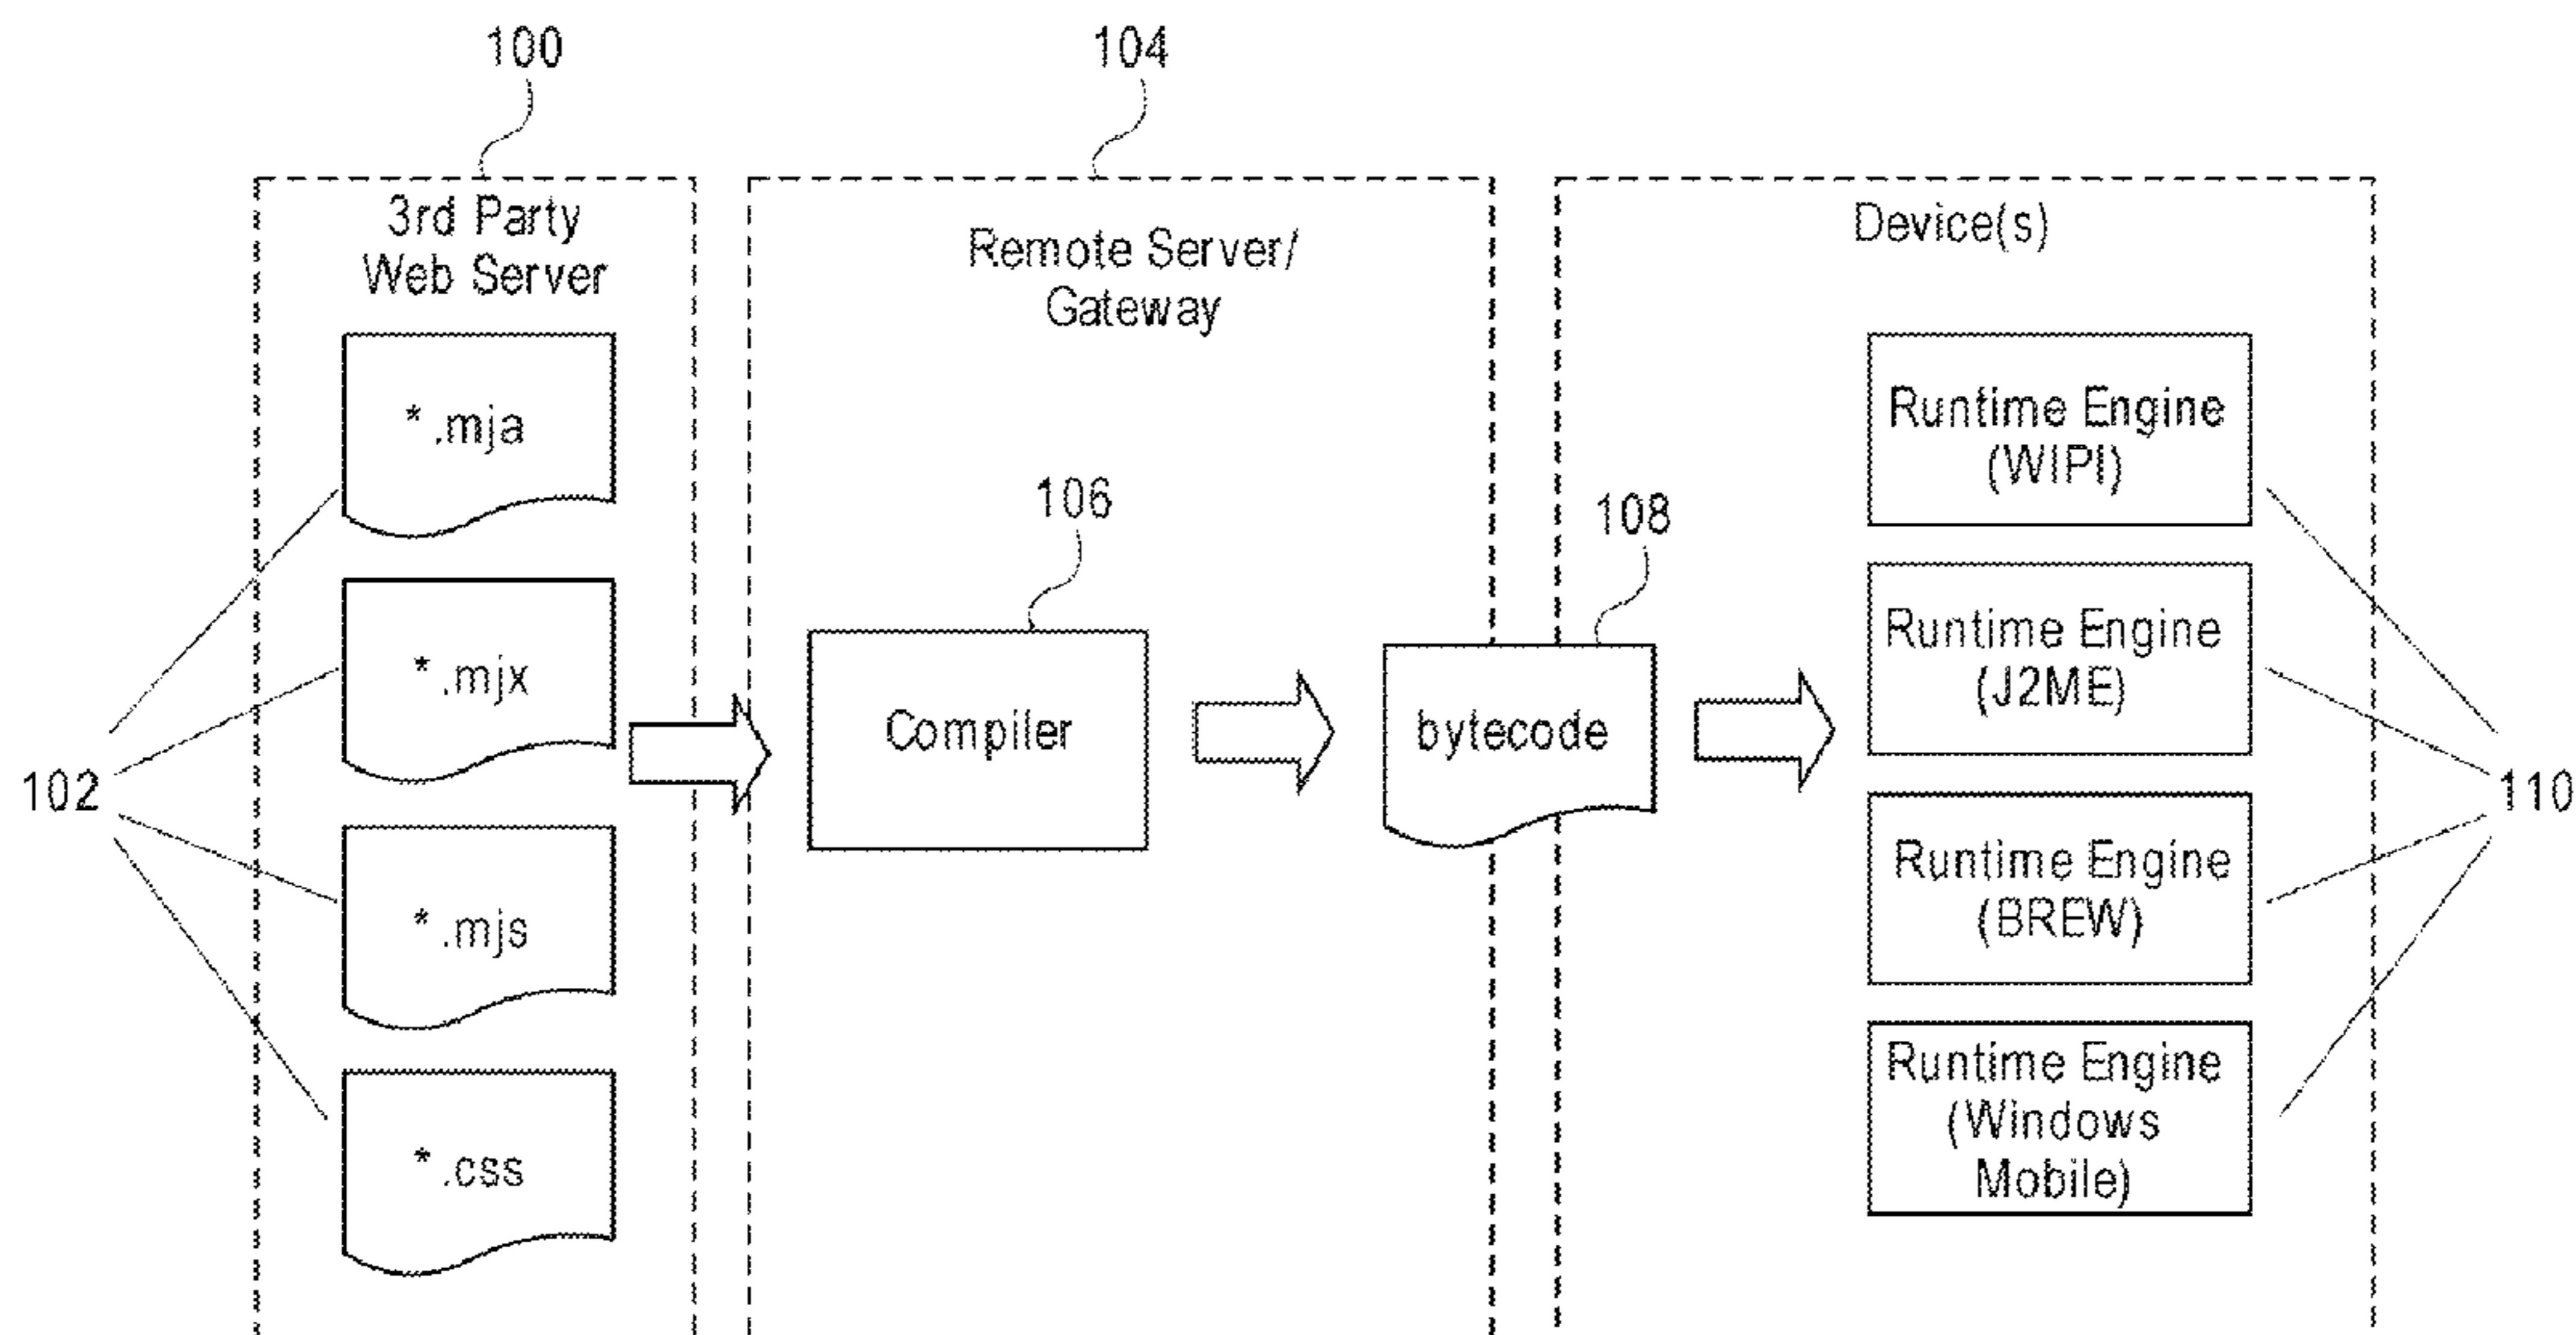 100
104
3rd Party
Web Server
Remote Server/
Gateway
Device(s)
* .mja
* .mjx
* .mjs
* .css
102
106
Compiler
108
bytecode
Runtime Engine
(WIPI)
Runtime Engine
(J2ME)
Runtime Engine
(BREW)
Runtime Engine
(Windows
Mobile)
110